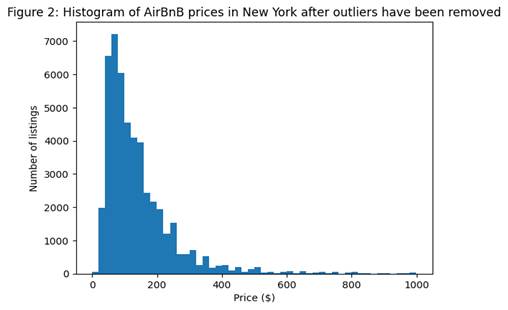 Figure 2: Histogram of AirBnB prices in New York after outliers have been removed
7000
6000
5000
4000
3000
2000
1000
0
Number of listings
0 200 400 600 800 1000
Price ($)